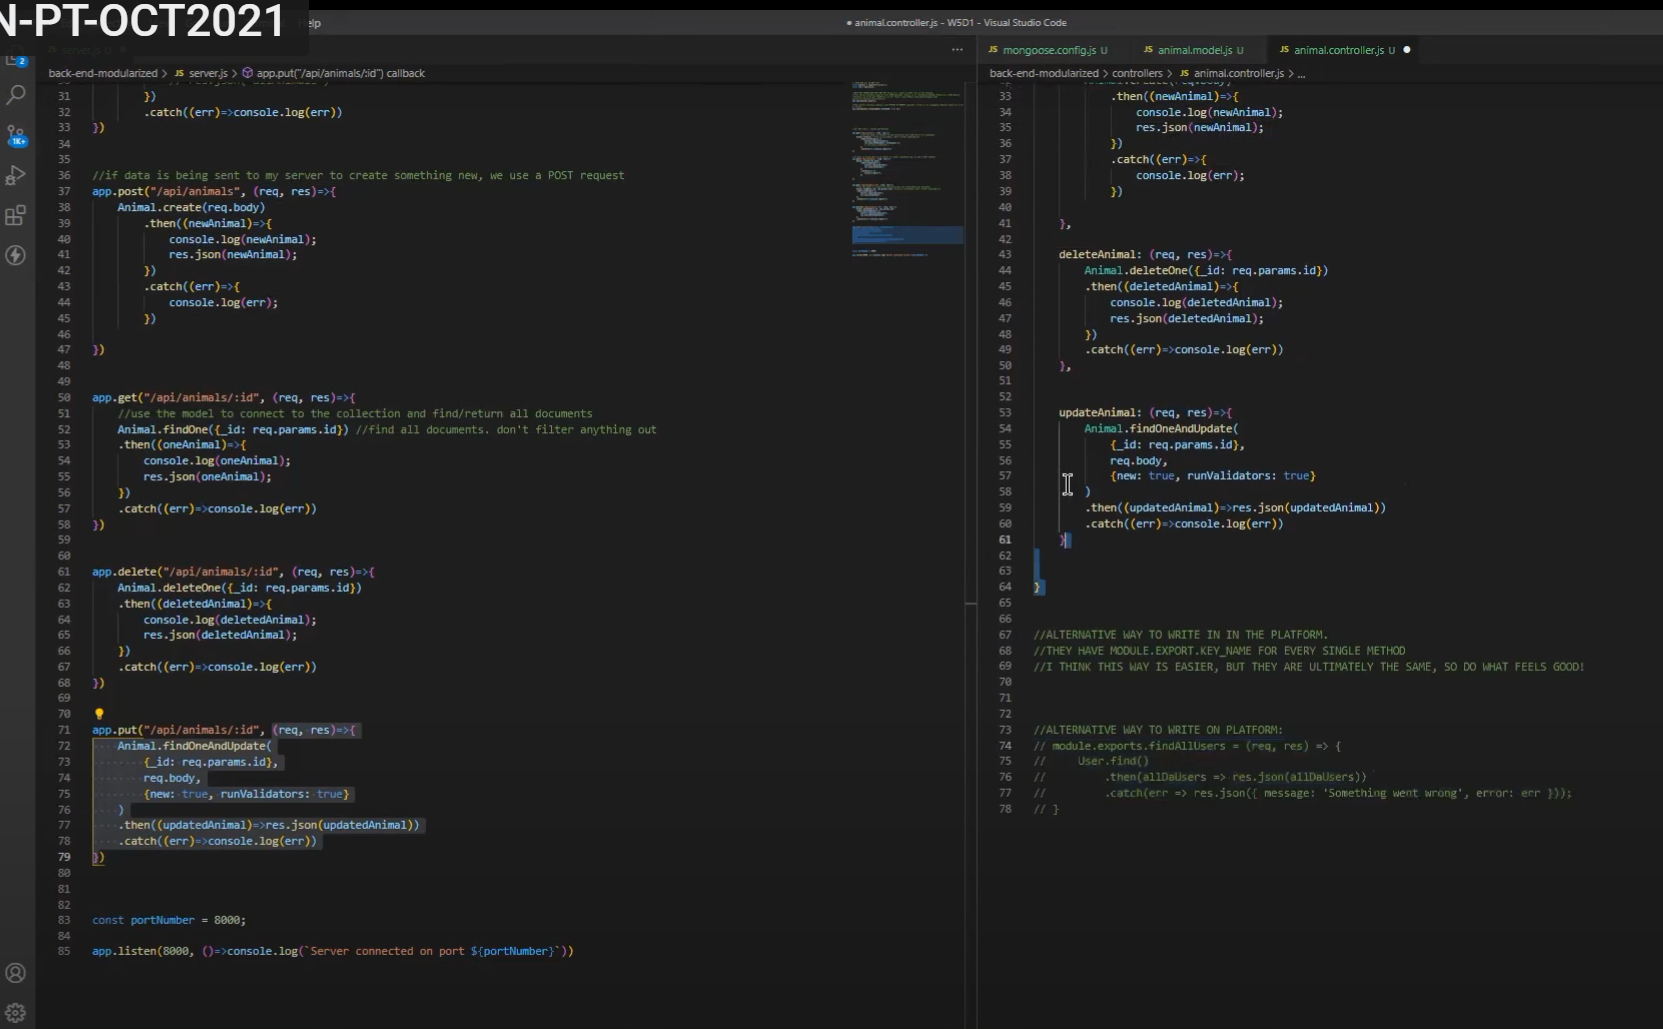 N-PT-OCT2021
lp
● animal.controller.js - W5D1 - Visual Studio Code
server.js U
back-end-modularized > JS server.js > app.put("/api/animals/:id") callback
31 })
32 .catch((err)=>console.log(err))
33 })
34
35
36 //if data is being sent to my server to create something new, we use a POST request
37 app.post("/api/animals", (req, res)=>{
38 Animal.create(req.body)
39 .then((newAnimal)=>{
40 console.log(newAnimal);
41 res.json(newAnimal);
42 })
43 .catch((err)=>{
44 console.log(err);
45 })
46
47 })
48
49
50 app.get("/api/animals/:id", (req, res)=>{
51 //use the model to connect to the collection and find/return all documents
52 Animal.findOne({_id: req.params.id}) //find all documents. don't filter anything out
53 .then((oneAnimal)=>{
54 console.log(oneAnimal);
55 res.json(oneAnimal);
56 })
57 .catch((err)=>console.log(err))
58 })
59
60
61 app.delete("/api/animals/:id", (req, res)=>{
62 Animal.deleteOne({_id: req.params.id})
63 .then((deletedAnimal)=>{
64 console.log(deletedAnimal);
65 res.json(deletedAnimal);
66 })
67 .catch((err)=>console.log(err))
68 })
69
70
71 app.put("/api/animals/:id", (req, res)=>{
72 Animal.findOneAndUpdate(
73 {_id: req.params.id},
74 req.body,
75 {new: true, runValidators: true}
76 )
77 .then((updatedAnimal)=>res.json(updatedAnimal))
78 .catch((err)=>console.log(err))
79 })
80
81
82
83 const portNumber = 8000;
84
85 app.listen(8000, ()=>console.log(`Server connected on port ${portNumber}`))
2
1K+
JS mongoose.config.js U JS animal.model.js U JS animal.controller.js U ●
back-end-modularized > controllers > JS animal.controller.js > ...
33 .then((newAnimal)=>{
34 console.log(newAnimal);
35 res.json(newAnimal);
36 })
37 .catch((err)=>{
38 console.log(err);
39 })
40
41 },
42
43 deleteAnimal: (req, res)=>{
44 Animal.deleteOne({_id: req.params.id})
45 .then((deletedAnimal)=>{
46 console.log(deletedAnimal);
47 res.json(deletedAnimal);
48 })
49 .catch((err)=>console.log(err))
50 },
51
52
53 updateAnimal: (req, res)=>{
54 Animal.findOneAndUpdate(
55 {_id: req.params.id},
56 req.body,
57 {new: true, runValidators: true}
58 )
59 .then((updatedAnimal)=>res.json(updatedAnimal))
60 .catch((err)=>console.log(err))
61 }
62
63
64 }
65
66
67 //ALTERNATIVE WAY TO WRITE IN IN THE PLATFORM.
68 //THEY HAVE MODULE.EXPORT.KEY_NAME FOR EVERY SINGLE METHOD
69 //I THINK THIS WAY IS EASIER, BUT THEY ARE ULTIMATELY THE SAME, SO DO WHAT FEELS GOOD!
70
71
72
73 //ALTERNATIVE WAY TO WRITE ON PLATFORM:
74 // module.exports.findAllUsers = (req, res) => {
75 // User.find()
76 // .then(allDaUsers => res.json(allDaUsers))
77 // .catch(err => res.json({ message: 'Something went wrong', error: err }));
78 // }